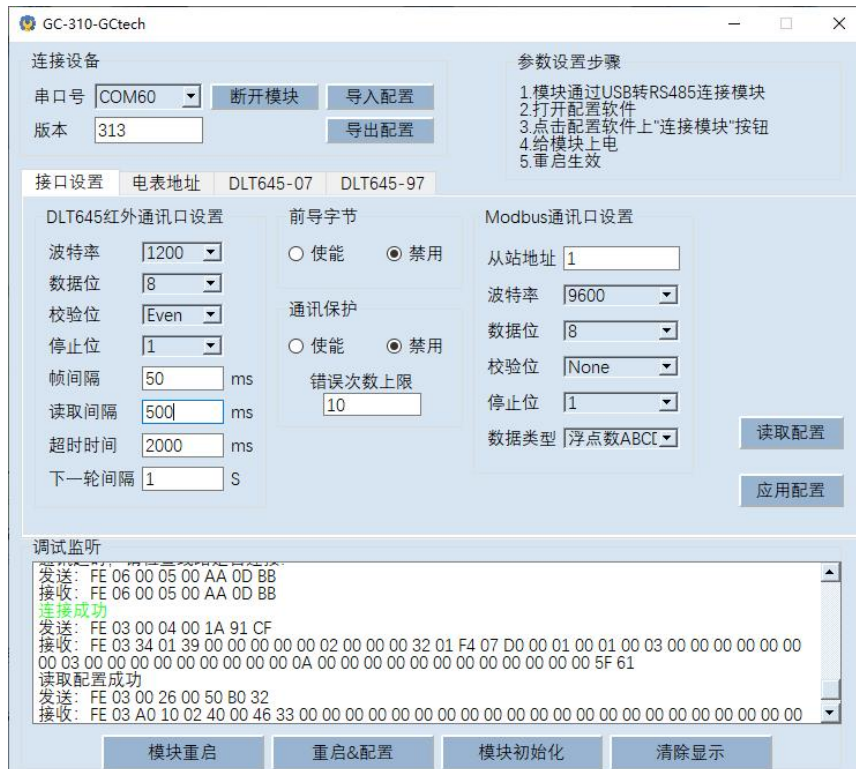 GC-310-GCtech
连接设备
串口号 COM60 断开模块 导入配置
版本 313 导出配置
参数设置步骤
1.模块通过USB转RS485连接模块
2.打开配置软件
3.点击配置软件上"连接模块"按钮
4.给模块上电
5.重启生效
接口设置 电表地址 DLT645-07 DLT645-97
DLT645红外通讯口设置
波特率 1200
数据位 8
校验位 Even
停止位 1
帧间隔 50 ms
读取间隔 500 ms
超时时间 2000 ms
下一轮间隔 1 S
前导字节
使能 禁用
通讯保护
使能 禁用
错误次数上限
10
Modbus通讯口设置
从站地址 1
波特率 9600
数据位 8
校验位 None
停止位 1
数据类型 浮点数ABC
读取配置
应用配置
调试监听
发送: FE 06 00 05 00 AA 0D BB
接收: FE 06 00 05 00 AA 0D BB
连接成功
发送: FE 03 00 04 00 1A 91 CF
接收: FE 03 34 01 39 00 00 00 00 00 02 00 00 00 32 01 F4 07 D0 00 01 00 01 00 03 00 00 00 00 00 00
00 03 00 00 00 00 00 00 00 00 00 0A 00 00 00 00 00 00 00 00 00 00 00 00 00 5F 61
读取配置成功
发送: FE 03 00 26 00 50 B0 32
接收: FE 03 A0 10 02 40 00 46 33 00 00 00 00 00 00 00 00 00 00 00 00 00 00 00 00 00 00 00 00 00 00
模块重启 重启&配置 模块初始化 清除显示